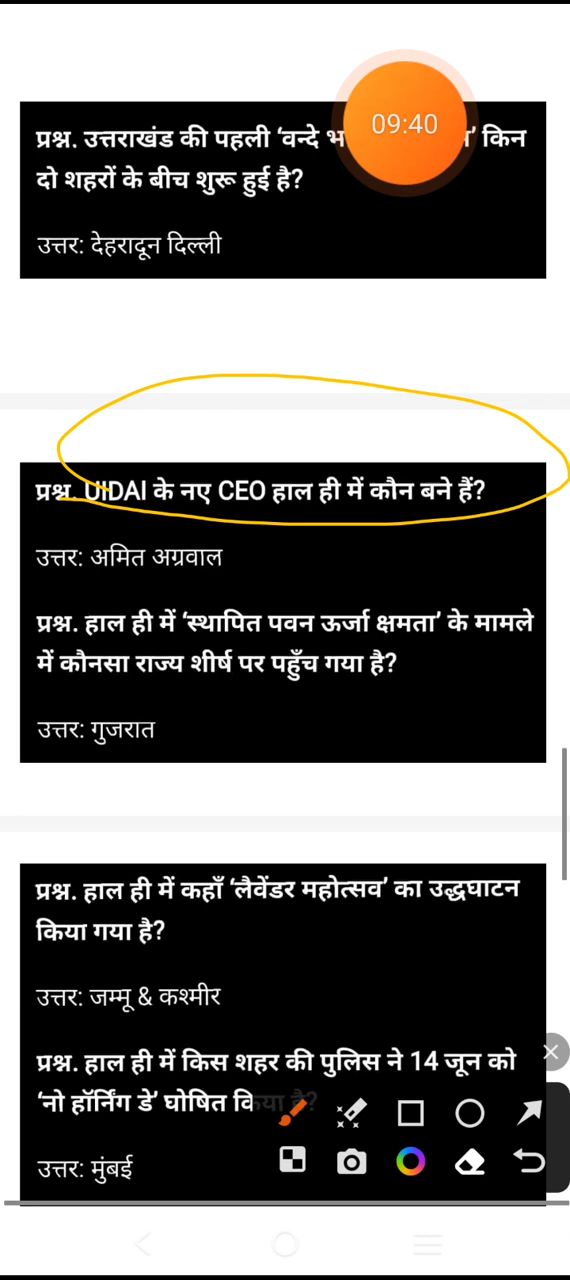 09:40
प्रश्न. उत्तराखंड की पहली ‘वन्दे भ ’ किन
दो शहरों के बीच शुरू हुई है?
उत्तर: देहरादून दिल्ली
प्रश्न. UIDAI के नए CEO हाल ही में कौन बने हैं?
उत्तर: अमित अग्रवाल
प्रश्न. हाल ही में ‘स्थापित पवन ऊर्जा क्षमता’ के मामले
में कौनसा राज्य शीर्ष पर पहुँच गया है?
उत्तर: गुजरात
प्रश्न. हाल ही में कहाँ ‘लैवेंडर महोत्सव’ का उद्धघाटन
किया गया है?
उत्तर: जम्मू & कश्मीर
प्रश्न. हाल ही में किस शहर की पुलिस ने 14 जून को
‘नो हॉर्निंग डे’ घोषित किया है?
उत्तर: मुंबई